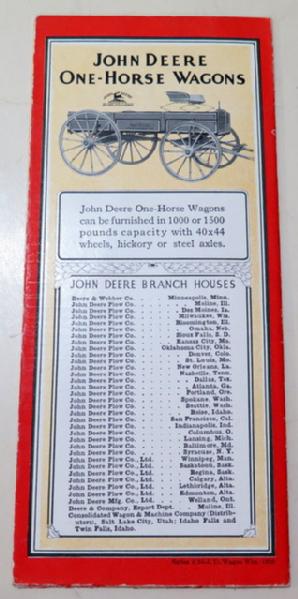 JOHN DEERE
ONE-HORSE WAGONS
John Deere One-Horse Wagons
can be furnished in 1000 or 1500
pounds capacity with 40x44
wheels, hickory or steel axles.
JOHN DEERE BRANCH HOUSES
Deere & Webber Co. . . . . . Minneapolis, Minn.
John Deere Plow Co. . . . . . Moline, Ill.
John Deere Plow Co. . . . . . Des Moines, Ia.
John Deere Plow Co. . . . . . Milwaukee, Wis.
John Deere Plow Co. . . . . . Bloomington, Ill.
John Deere Plow Co. . . . . . Omaha, Neb.
John Deere Plow Co. . . . . . Sioux Falls, S. D.
John Deere Plow Co. . . . . . Kansas City, Mo.
John Deere Plow Co. . . . . . Oklahoma City, Okla.
John Deere Plow Co. . . . . . Denver, Colo.
John Deere Plow Co. . . . . . St. Louis, Mo.
John Deere Plow Co. . . . . . New Orleans, La.
John Deere Plow Co. . . . . . Nashville, Tenn.
John Deere Plow Co. . . . . . Dallas, Tex.
John Deere Plow Co. . . . . . Atlanta, Ga.
John Deere Plow Co. . . . . . Portland, Ore.
John Deere Plow Co. . . . . . Spokane, Wash.
John Deere Plow Co. . . . . . Seattle, Wash.
John Deere Plow Co. . . . . . Boise, Idaho.
John Deere Plow Co. . . . . . San Francisco, Cal.
John Deere Plow Co. . . . . . Indianapolis, Ind.
John Deere Plow Co. . . . . . Columbus, O.
John Deere Plow Co. . . . . . Lansing, Mich.
John Deere Plow Co. . . . . . Baltimore, Md.
John Deere Plow Co. . . . . . Syracuse, N. Y.
John Deere Plow Co., Ltd. . . . . . Winnipeg, Man.
John Deere Plow Co., Ltd. . . . . . Saskatoon, Sask.
John Deere Plow Co., Ltd. . . . . . Regina, Sask.
John Deere Plow Co., Ltd. . . . . . Calgary, Alta.
John Deere Plow Co., Ltd. . . . . . Lethbridge, Alta.
John Deere Plow Co., Ltd. . . . . . Edmonton, Alta.
John Deere Mfg. Co., Ltd. . . . . . Welland, Ont.
Deere & Company, Export Dept. . . . Moline, Ill.
Consolidated Wagon & Machine Company (Distrib-
utors), Salt Lake City, Utah; Idaho Falls and
Twin Falls, Idaho.